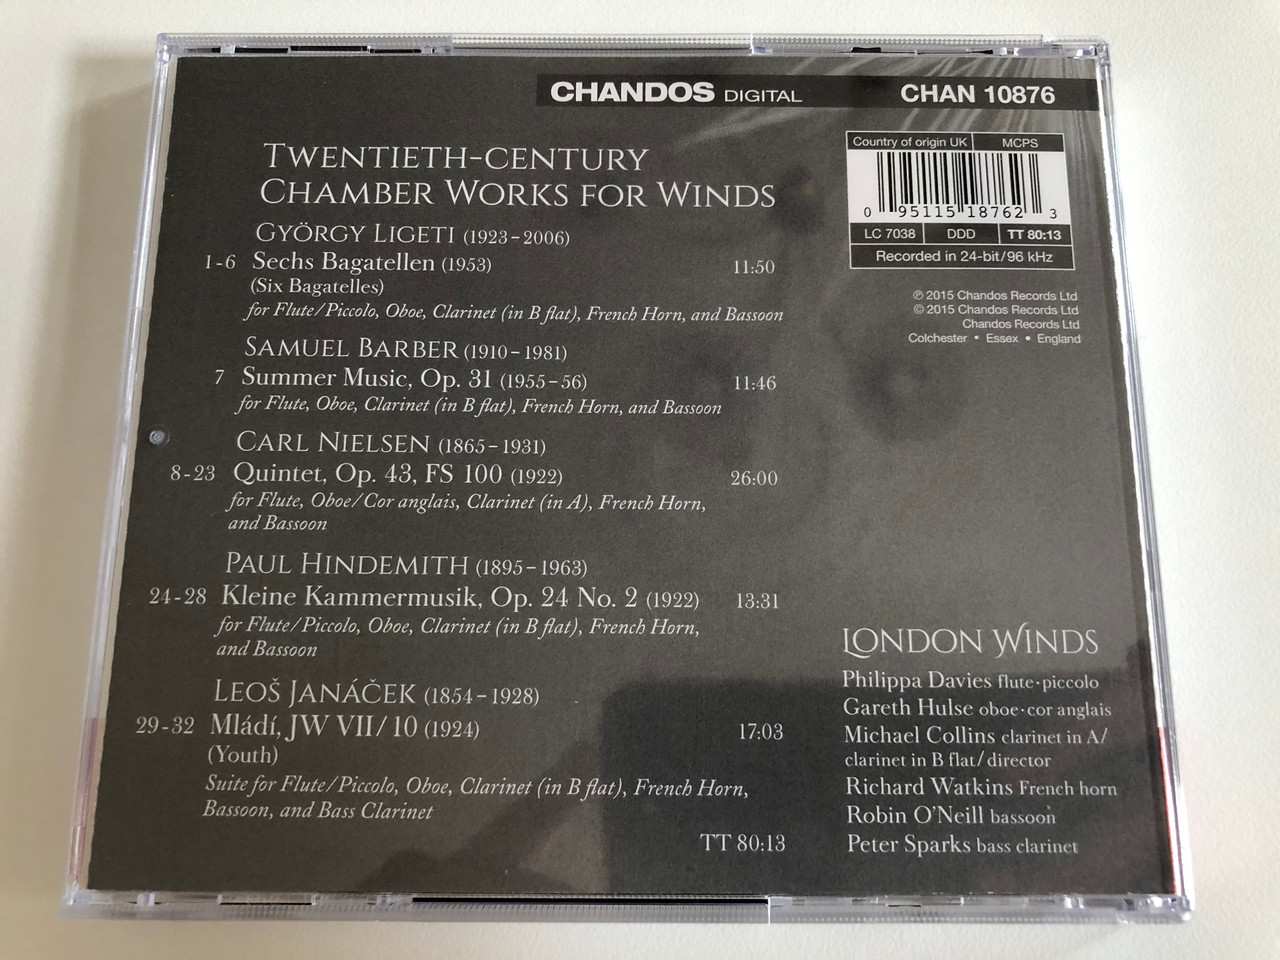 CHANDOS DIGITAL CHAN 10876
TWENTIETH-CENTURY
CHAMBER WORKS FOR WINDS
GYÖRGY LIGETI (1923–2006)
1-6 Sechs Bagatellen (1953) 11:50
(Six Bagatelles)
for Flute/Piccolo, Oboe, Clarinet (in B flat), French Horn, and Bassoon
SAMUEL BARBER (1910–1981)
7 Summer Music, Op. 31 (1955–56) 11:46
for Flute, Oboe, Clarinet (in B flat), French Horn, and Bassoon
CARL NIELSEN (1865–1931)
8-23 Quintet, Op. 43, FS 100 (1922) 26:00
for Flute, Oboe/Cor anglais, Clarinet (in A), French Horn,
and Bassoon
PAUL HINDEMITH (1895–1963)
24-28 Kleine Kammermusik, Op. 24 No. 2 (1922) 13:31
for Flute/Piccolo, Oboe, Clarinet (in B flat), French Horn,
and Bassoon
LEOŠ JANÁČEK (1854–1928)
29-32 Mládí, JW VII/10 (1924) 17:03
(Youth)
Suite for Flute/Piccolo, Oboe, Clarinet (in B flat), French Horn,
Bassoon, and Bass Clarinet
TT 80:13
Country of origin UK MCPS
0 95115 18762 3
LC 7038 DDD TT 80:13
Recorded in 24-bit/96 kHz
℗ 2015 Chandos Records Ltd
© 2015 Chandos Records Ltd
Chandos Records Ltd
Colchester • Essex • England
LONDON WINDS
Philippa Davies flute·piccolo
Gareth Hulse oboe·cor anglais
Michael Collins clarinet in A/
clarinet in B flat/director
Richard Watkins French horn
Robin O'Neill bassoon
Peter Sparks bass clarinet